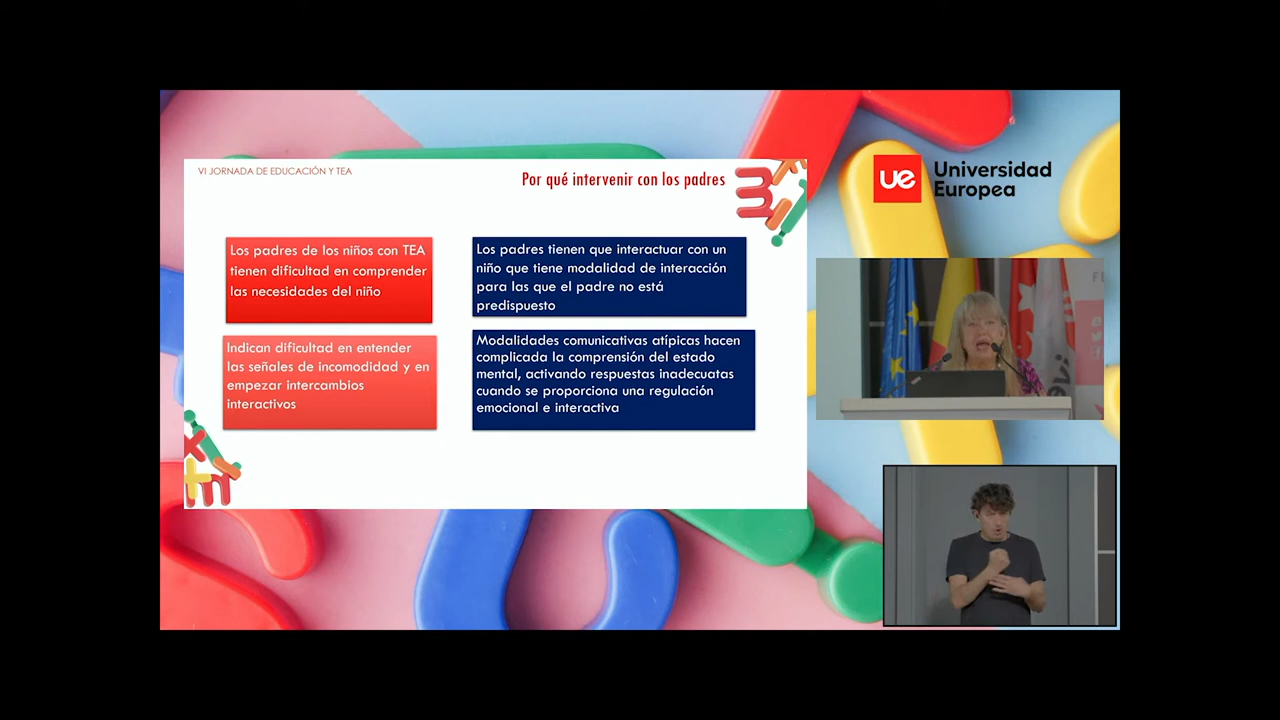 VI JORNADA DE EDUCACIÓN Y TEA
Por qué intervenir con los padres
Los padres de los niños con TEA
tienen dificultad en comprender
las necesidades del niño
Los padres tienen que interactuar con un
niño que tiene modalidad de interacción
para las que el padre no está
predispuesto
Indican dificultad en entender
las señales de incomodidad y en
empezar intercambios
interactivos
Modalidades comunicativas atípicas hacen
complicada la comprensión del estado
mental, activando respuestas inadecuatas
cuando se proporciona una regulación
emocional e interactiva
ue Universidad
Europea